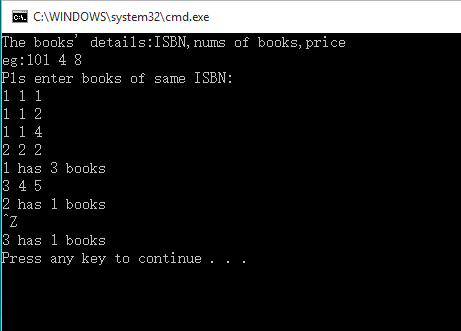 C:\WINDOWS\system32\cmd.exe
The books' details:ISBN,nums of books,price
eg:101 4 8
Pls enter books of same ISBN:
1 1 1
1 1 2
1 1 4
2 2 2
1 has 3 books
3 4 5
2 has 1 books
^Z
3 has 1 books
Press any key to continue . . .